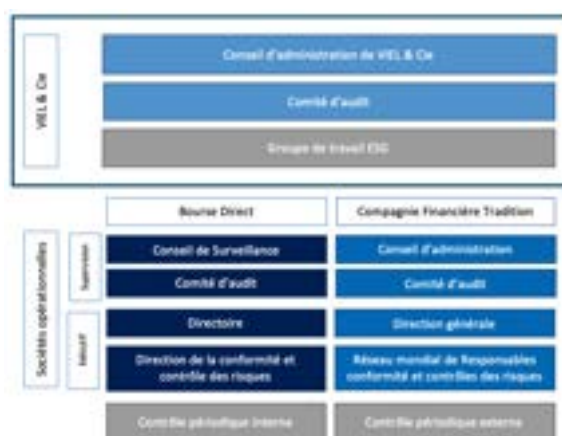 VIEL & Cie
Conseil d'administration de VIEL & Cie
Comité d'audit
Groupe de travail ESG
Bourse Direct
Compagnie Financière Tradition
Sociétés opérationnelles
Supervision
Conseil de Surveillance
Conseil d'administration
Comité d'audit
Comité d'audit
Exécutif
Directoire
Direction générale
Direction de la conformité et
contrôle des risques
Réseau mondial de Responsables
conformité et contrôles des risques
Contrôle périodique interne
Contrôle périodique externe